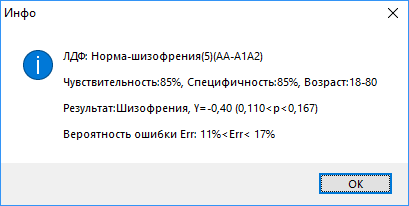 Инфо
ЛДФ: Норма-шизофрения(5)(АА-А1А2)
Чувствительность:85%, Специфичность:85%, Возраст:18-80
Результат:Шизофрения, Y=-0,40 (0,110<p<0,167)
Вероятность ошибки Err: 11%<Err< 17%
ОК